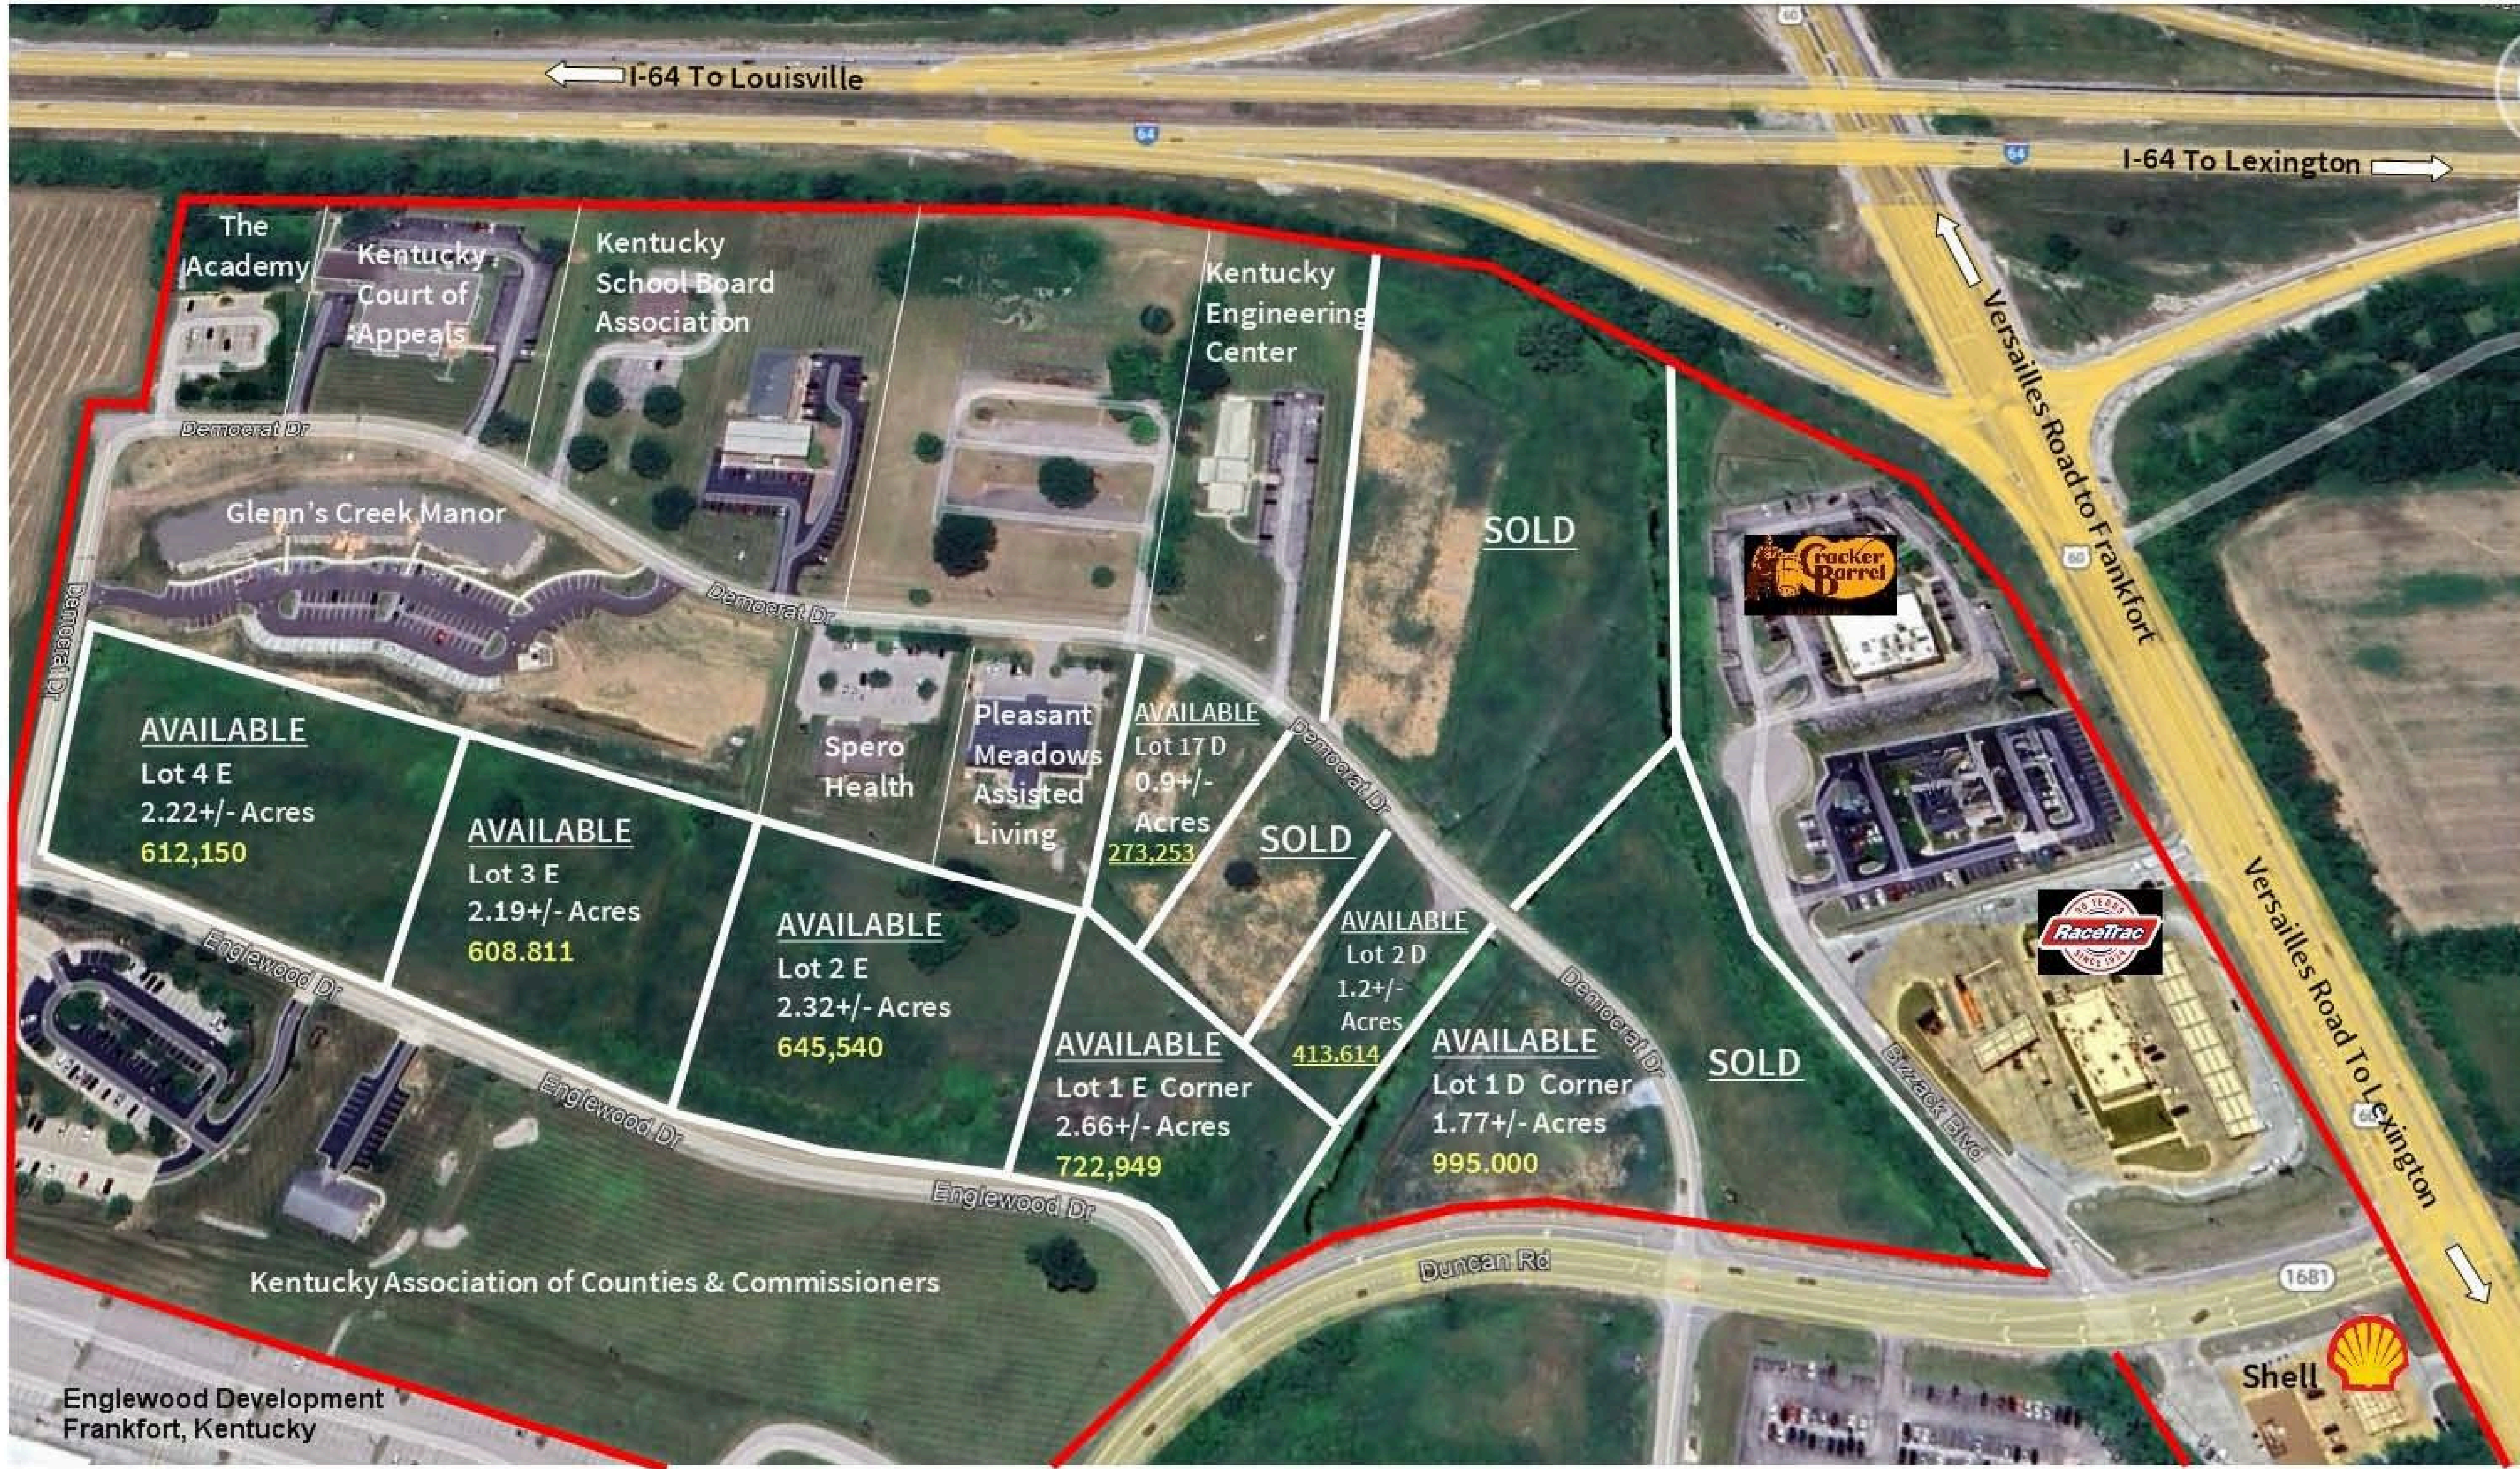 60
I-64 To Louisville
64
64
I-64 To Lexington
The
Academy
Kentucky
Court of
Appeals
Kentucky
School Board
Association
Kentucky
Engineering
Center
Versailles Road to Frankfort
60
Democrat Dr
Glenn's Creek Manor
SOLD
Cracker
Barrel
Democrat Dr
Democrat Dr
AVAILABLE
Lot 4 E
2.22+/- Acres
612,150
AVAILABLE
Lot 3 E
2.19+/- Acres
608.811
AVAILABLE
Lot 2 E
2.32+/- Acres
645,540
Spero
Health
Pleasant
Meadows
Assisted
Living
AVAILABLE
Lot 17 D
0.9+/-
Acres
273,253
Democrat Dr
SOLD
AVAILABLE
Lot 2 D
1.2+/-
Acres
413.614
AVAILABLE
Lot 1 E Corner
2.66+/- Acres
722,949
AVAILABLE
Lot 1 D Corner
1.77+/- Acres
995.000
Democrat Dr
SOLD
RaceTrac
SINCE 1934
Versailles Road To Lexington
Bizzack Blvd
Englewood Dr
Englewood Dr
Englewood Dr
Duncan Rd
1681
Kentucky Association of Counties & Commissioners
Shell
Englewood Development
Frankfort, Kentucky